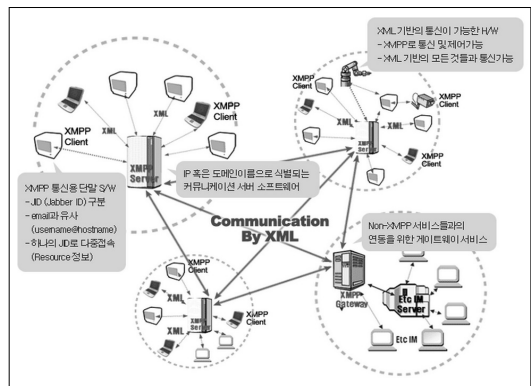 XML 기반의 통신이 가능한 H/W
- XMPP로 통신 및 제어가능
- XML 기반의 모든 것들과 통신가능
XML
XML
XMPP
Client
XMPP
Client
XMPP
Server
XMPP 통신용 단말 S/W
- JID (Jabber ID) 구분
- email과 유사
(username@hostname)
- 하나의 JID로 다중접속
(Resource 정보)
IP 혹은 도메인이름으로 식별되는
커뮤니케이션 서버 소프트웨어
XMPP
Client
XML
XML
XMPP
Server
XMPP
Client
Communication
By XML
Non-XMPP 서비스들과의
연동을 위한 게이트웨이 서비스
XMPP
Client
XML
XML
XMPP
Server
XMPP
Client
XMPP
Gateway
Etc IM
Server
Etc IM